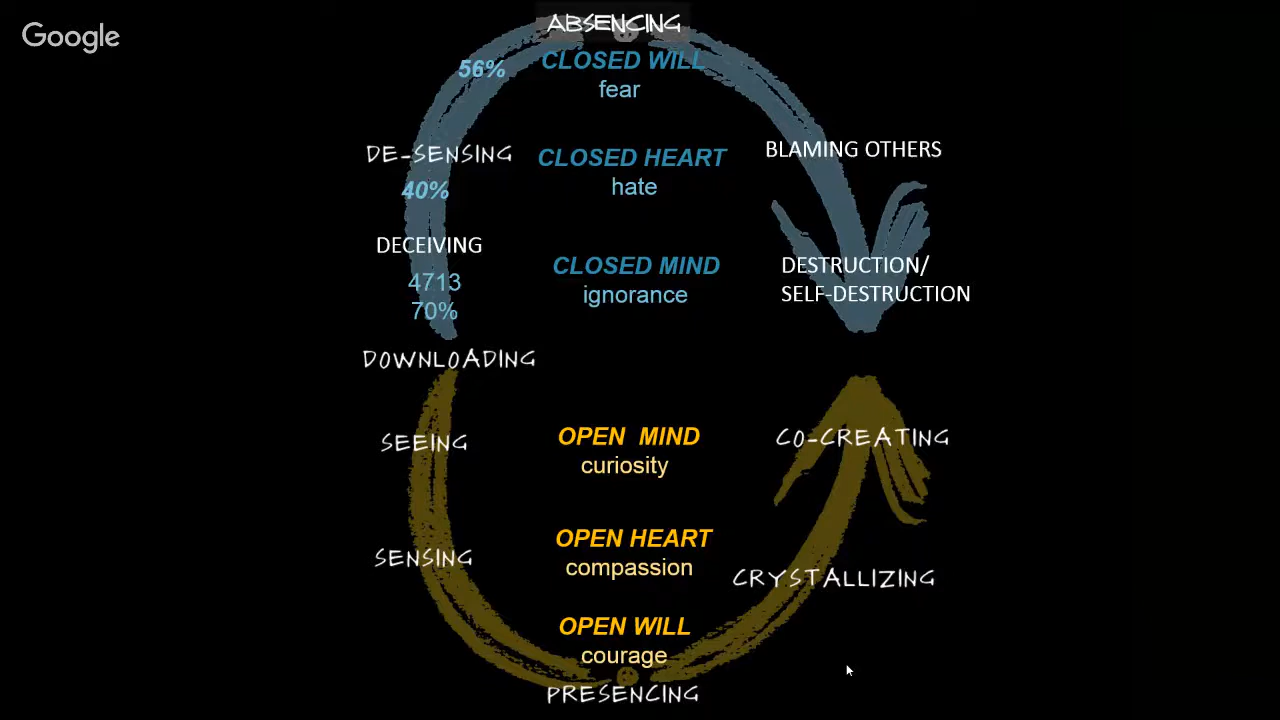 Google
ABSENCING
56%
CLOSED WILL
fear
DE-SENSING
CLOSED HEART
BLAMING OTHERS
40%
hate
DECEIVING
CLOSED MIND
DESTRUCTION/
4713
ignorance
SELF-DESTRUCTION
70%
DOWNLOADING
SEEING
OPEN MIND
CO-CREATING
curiosity
SENSING
OPEN HEART
compassion
CRYSTALLIZING
OPEN WILL
courage
PRESENCING